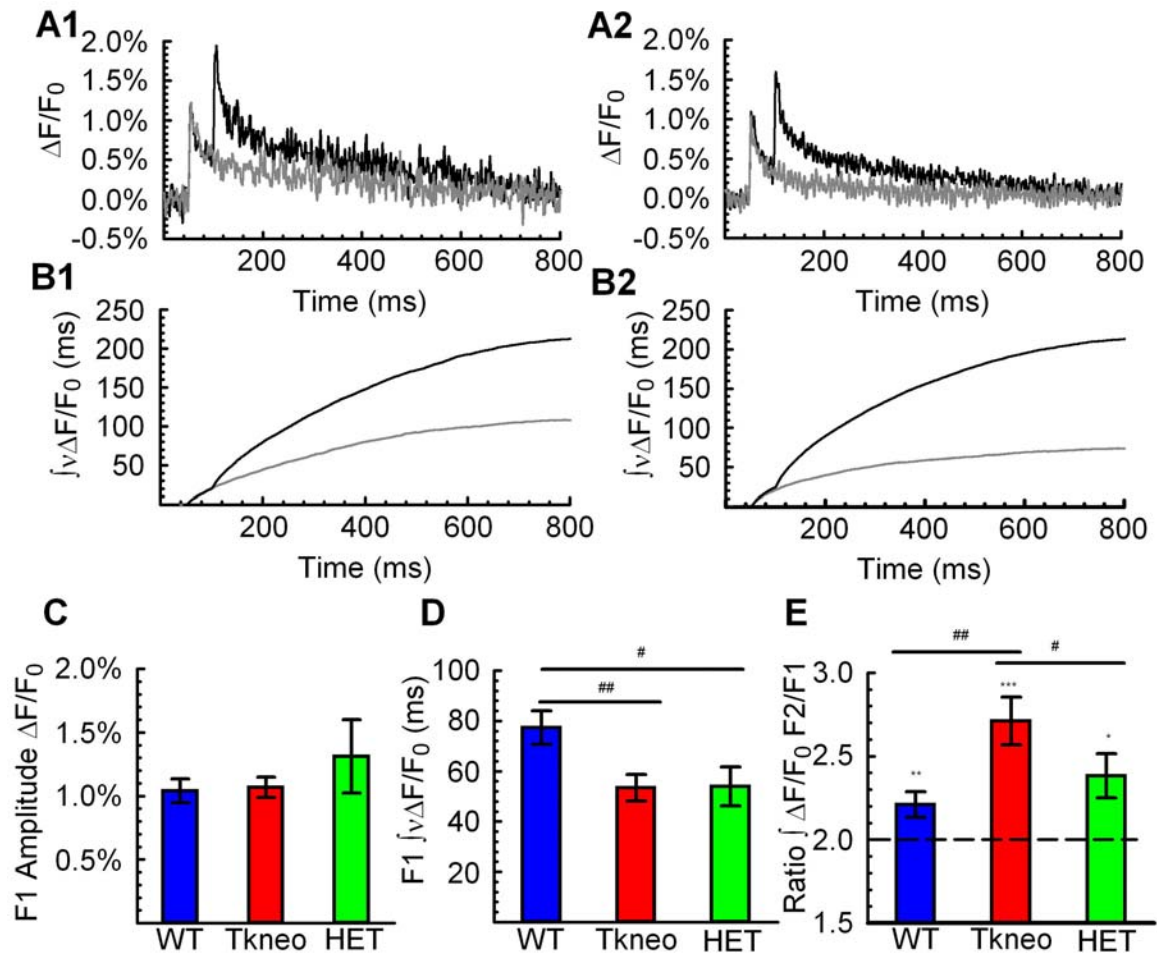 A1
2.0%
1.5%
1.0%
0.5%
0.0%
-0.5%
ΔF/F0
200 400 600 800
Time (ms)
A2
2.0%
1.5%
1.0%
0.5%
0.0%
-0.5%
ΔF/F0
200 400 600 800
Time (ms)
B1
250
200
150
100
50
∫νΔF/F0 (ms)
200 400 600 800
Time (ms)
B2
250
200
150
100
50
∫νΔF/F0 (ms)
200 400 600 800
Time (ms)
C
2.0%
1.5%
1.0%
0.5%
F1 Amplitude ΔF/F0
WT Tkneo HET
D
#
##
100
80
60
40
20
F1 ∫νΔF/F0 (ms)
WT Tkneo HET
E
## #
3.0
2.5
2.0
1.5
Ratio ∫ ΔF/F0 F2/F1
** *** *
WT Tkneo HET